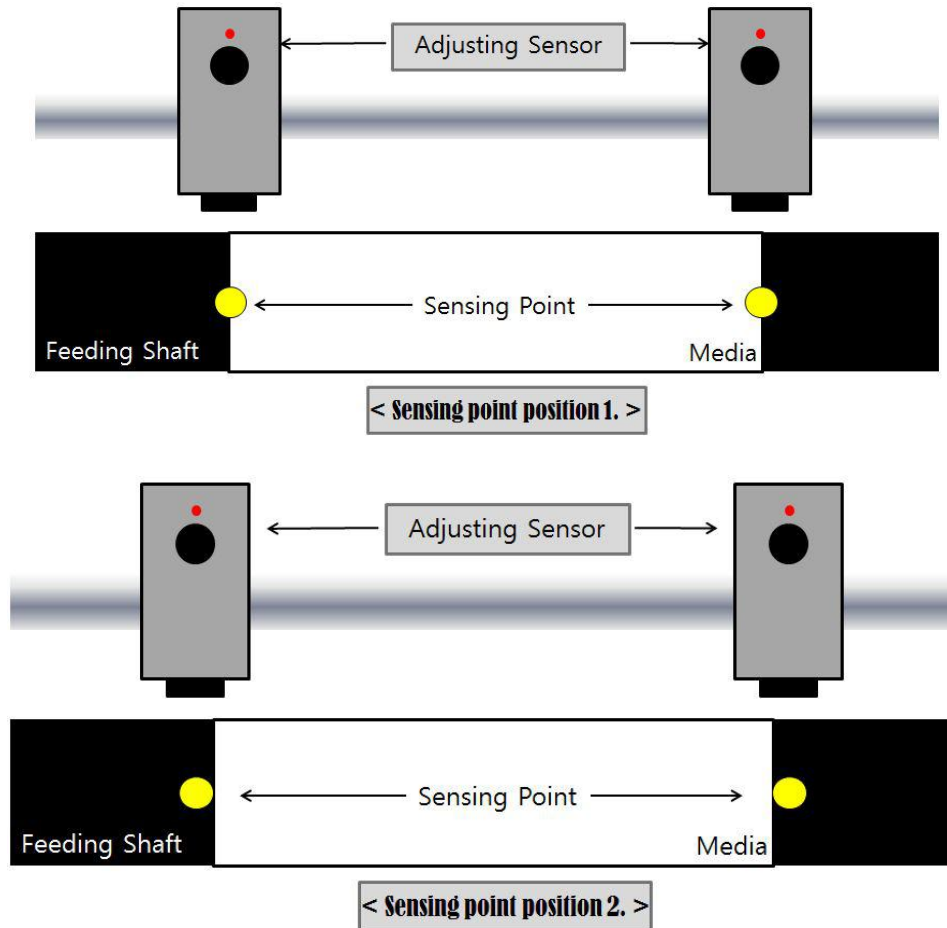 Adjusting Sensor
Sensing Point
Feeding Shaft
Media
< Sensing point position 1. >
Adjusting Sensor
Sensing Point
Feeding Shaft
Media
< Sensing point position 2. >